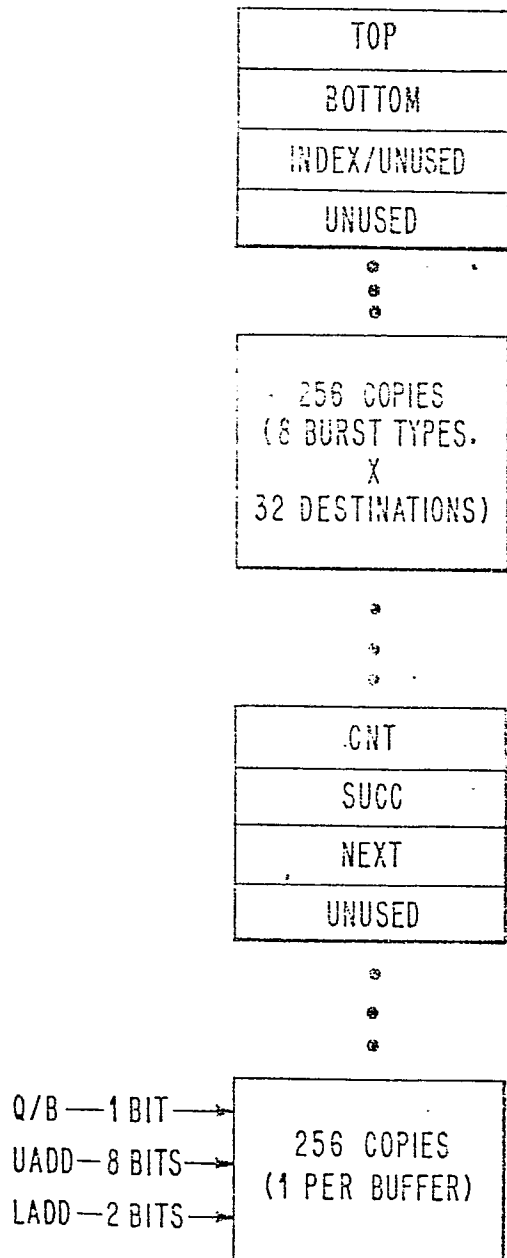 TOP
BOTTOM
INDEX/UNUSED
UNUSED
256 COPIES
(8 BURST TYPES.
X
32 DESTINATIONS)
CNT
SUCC
NEXT
UNUSED
Q/B — 1 BIT
UADD — 8 BITS
LADD — 2 BITS
256 COPIES
(1 PER BUFFER)